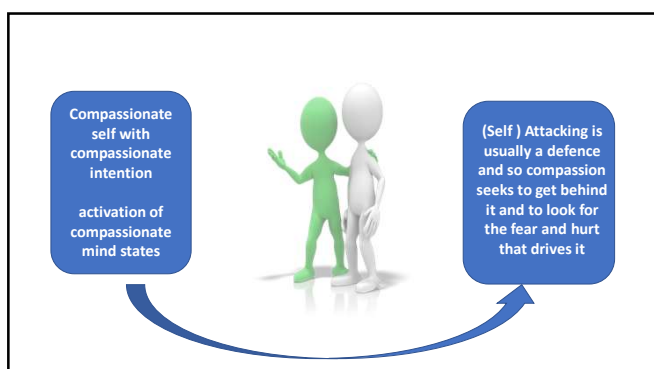 Compassionate
self with
compassionate
intention
activation of
compassionate
mind states
(Self ) Attacking is
usually a defence
and so compassion
seeks to get behind
it and to look for
the fear and hurt
that drives it